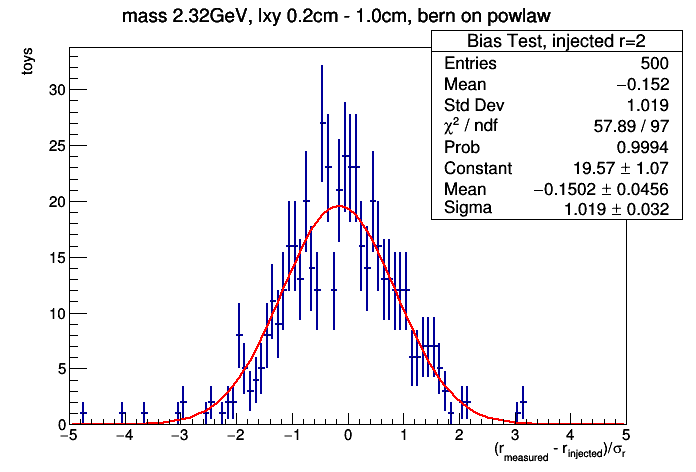 mass 2.32GeV, lxy 0.2cm - 1.0cm, bern on powlaw
Bias Test, injected r=2
Entries 500
Mean −0.152
Std Dev 1.019
χ² / ndf 57.89 / 97
Prob 0.9994
Constant 19.57 ± 1.07
Mean −0.1502 ± 0.0456
Sigma 1.019 ± 0.032
toys
30
25
20
15
10
5
0
−5 −4 −3 −2 −1 0 1 2 3 4 5
(r_measured - r_injected)/σ_r